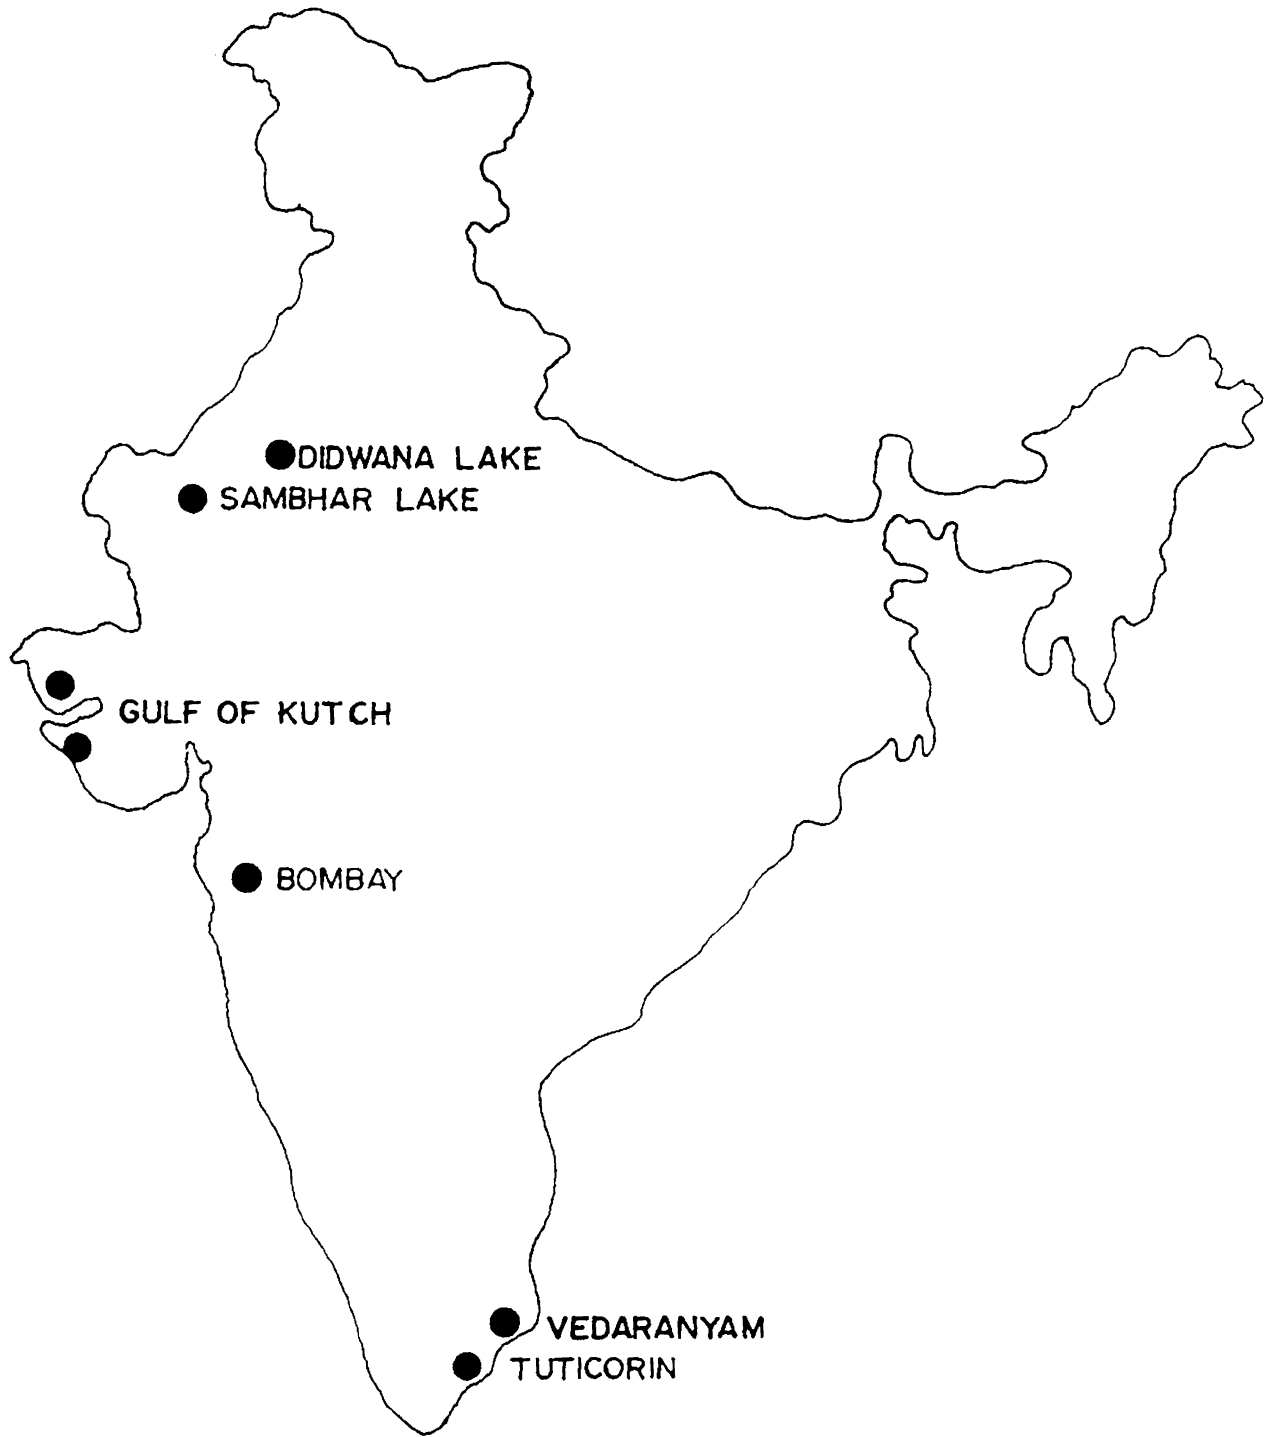 DIDWANA LAKE
SAMBHAR LAKE
GULF OF KUTCH
BOMBAY
VEDARANYAM
TUTICORIN